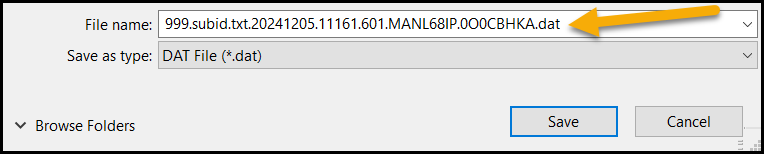 File name: 999.subid.txt.20241205.11161.601.MANL68IP.0O0CBHKA.dat
Save as type: DAT File (*.dat)
Browse Folders Save Cancel